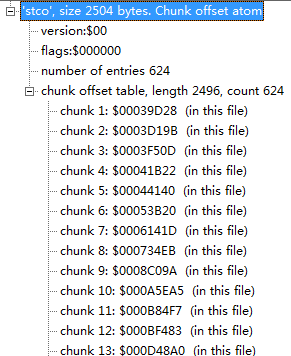 'stco', size 2504 bytes. Chunk offset atom
version:$00
flags:$000000
number of entries 624
chunk offset table, length 2496, count 624
chunk 1: $00039D28 (in this file)
chunk 2: $0003D19B (in this file)
chunk 3: $0003F50D (in this file)
chunk 4: $00041B22 (in this file)
chunk 5: $00044140 (in this file)
chunk 6: $00053B20 (in this file)
chunk 7: $0006141D (in this file)
chunk 8: $000734EB (in this file)
chunk 9: $0008C09A (in this file)
chunk 10: $000A5EA5 (in this file)
chunk 11: $000B84F7 (in this file)
chunk 12: $000BF483 (in this file)
chunk 13: $000D48A0 (in this file)